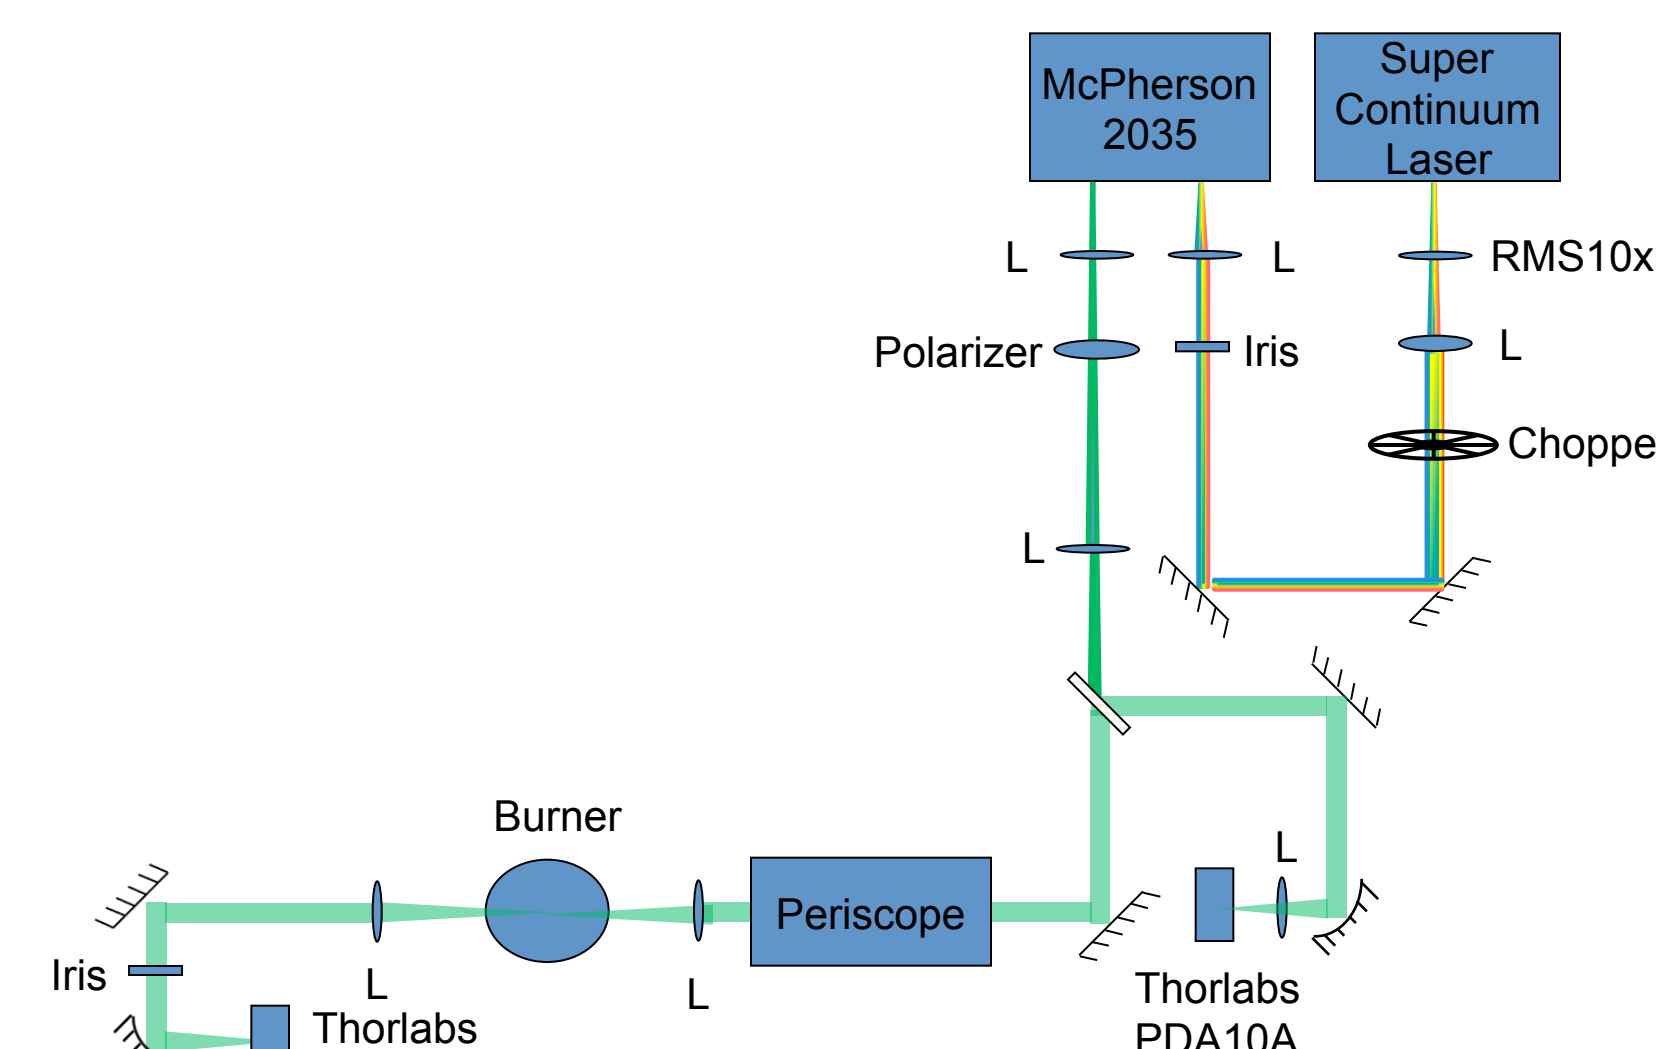 McPherson
2035
Super
Continuum
Laser
L
L
RMS10x
Polarizer
Iris
L
Choppe
L
Burner
L
Periscope
Iris
L
L
Thorlabs
PDA10A
Thorlabs